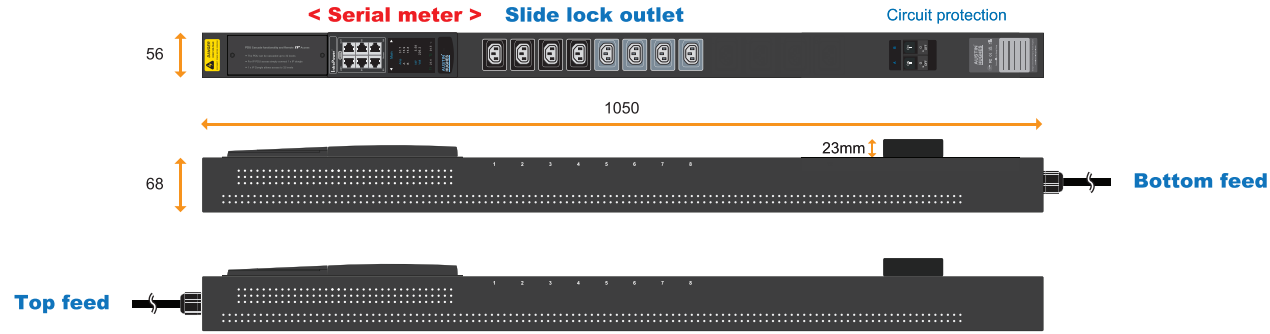 < Serial meter >
Slide lock outlet
Circuit protection
56
DANGER
1050
23mm
68
1 2 3 4 5 6 7 8
Bottom feed
Top feed
1 2 3 4 5 6 7 8